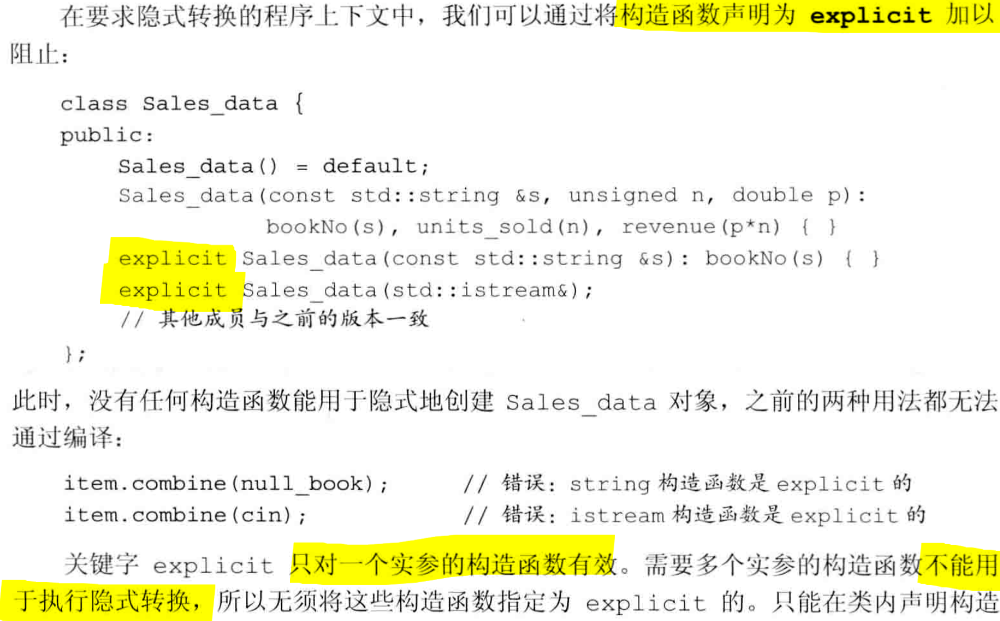 在要求隐式转换的程序上下文中，我们可以通过将构造函数声明为 explicit 加以
阻止：
class Sales_data {
public:
Sales_data() = default;
Sales_data(const std::string &s, unsigned n, double p):
bookNo(s), units_sold(n), revenue(p*n) { }
explicit Sales_data(const std::string &s): bookNo(s) { }
explicit Sales_data(std::istream&);
// 其他成员与之前的版本一致
};
此时，没有任何构造函数能用于隐式地创建 Sales_data 对象，之前的两种用法都无法
通过编译：
item.combine(null_book); // 错误：string 构造函数是 explicit 的
item.combine(cin); // 错误：istream 构造函数是 explicit 的
关键字 explicit 只对一个实参的构造函数有效。需要多个实参的构造函数不能用
于执行隐式转换，所以无须将这些构造函数指定为 explicit 的。只能在类内声明构造